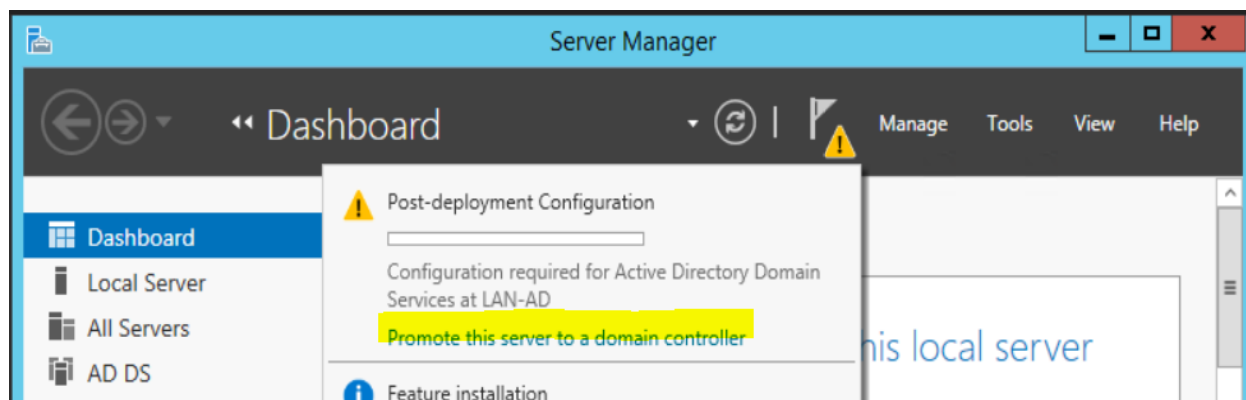 Server Manager
Dashboard
Manage Tools View Help
Post-deployment Configuration
Configuration required for Active Directory Domain
Services at LAN-AD
Promote this server to a domain controller
Feature installation
Dashboard
Local Server
All Servers
AD DS
his local server